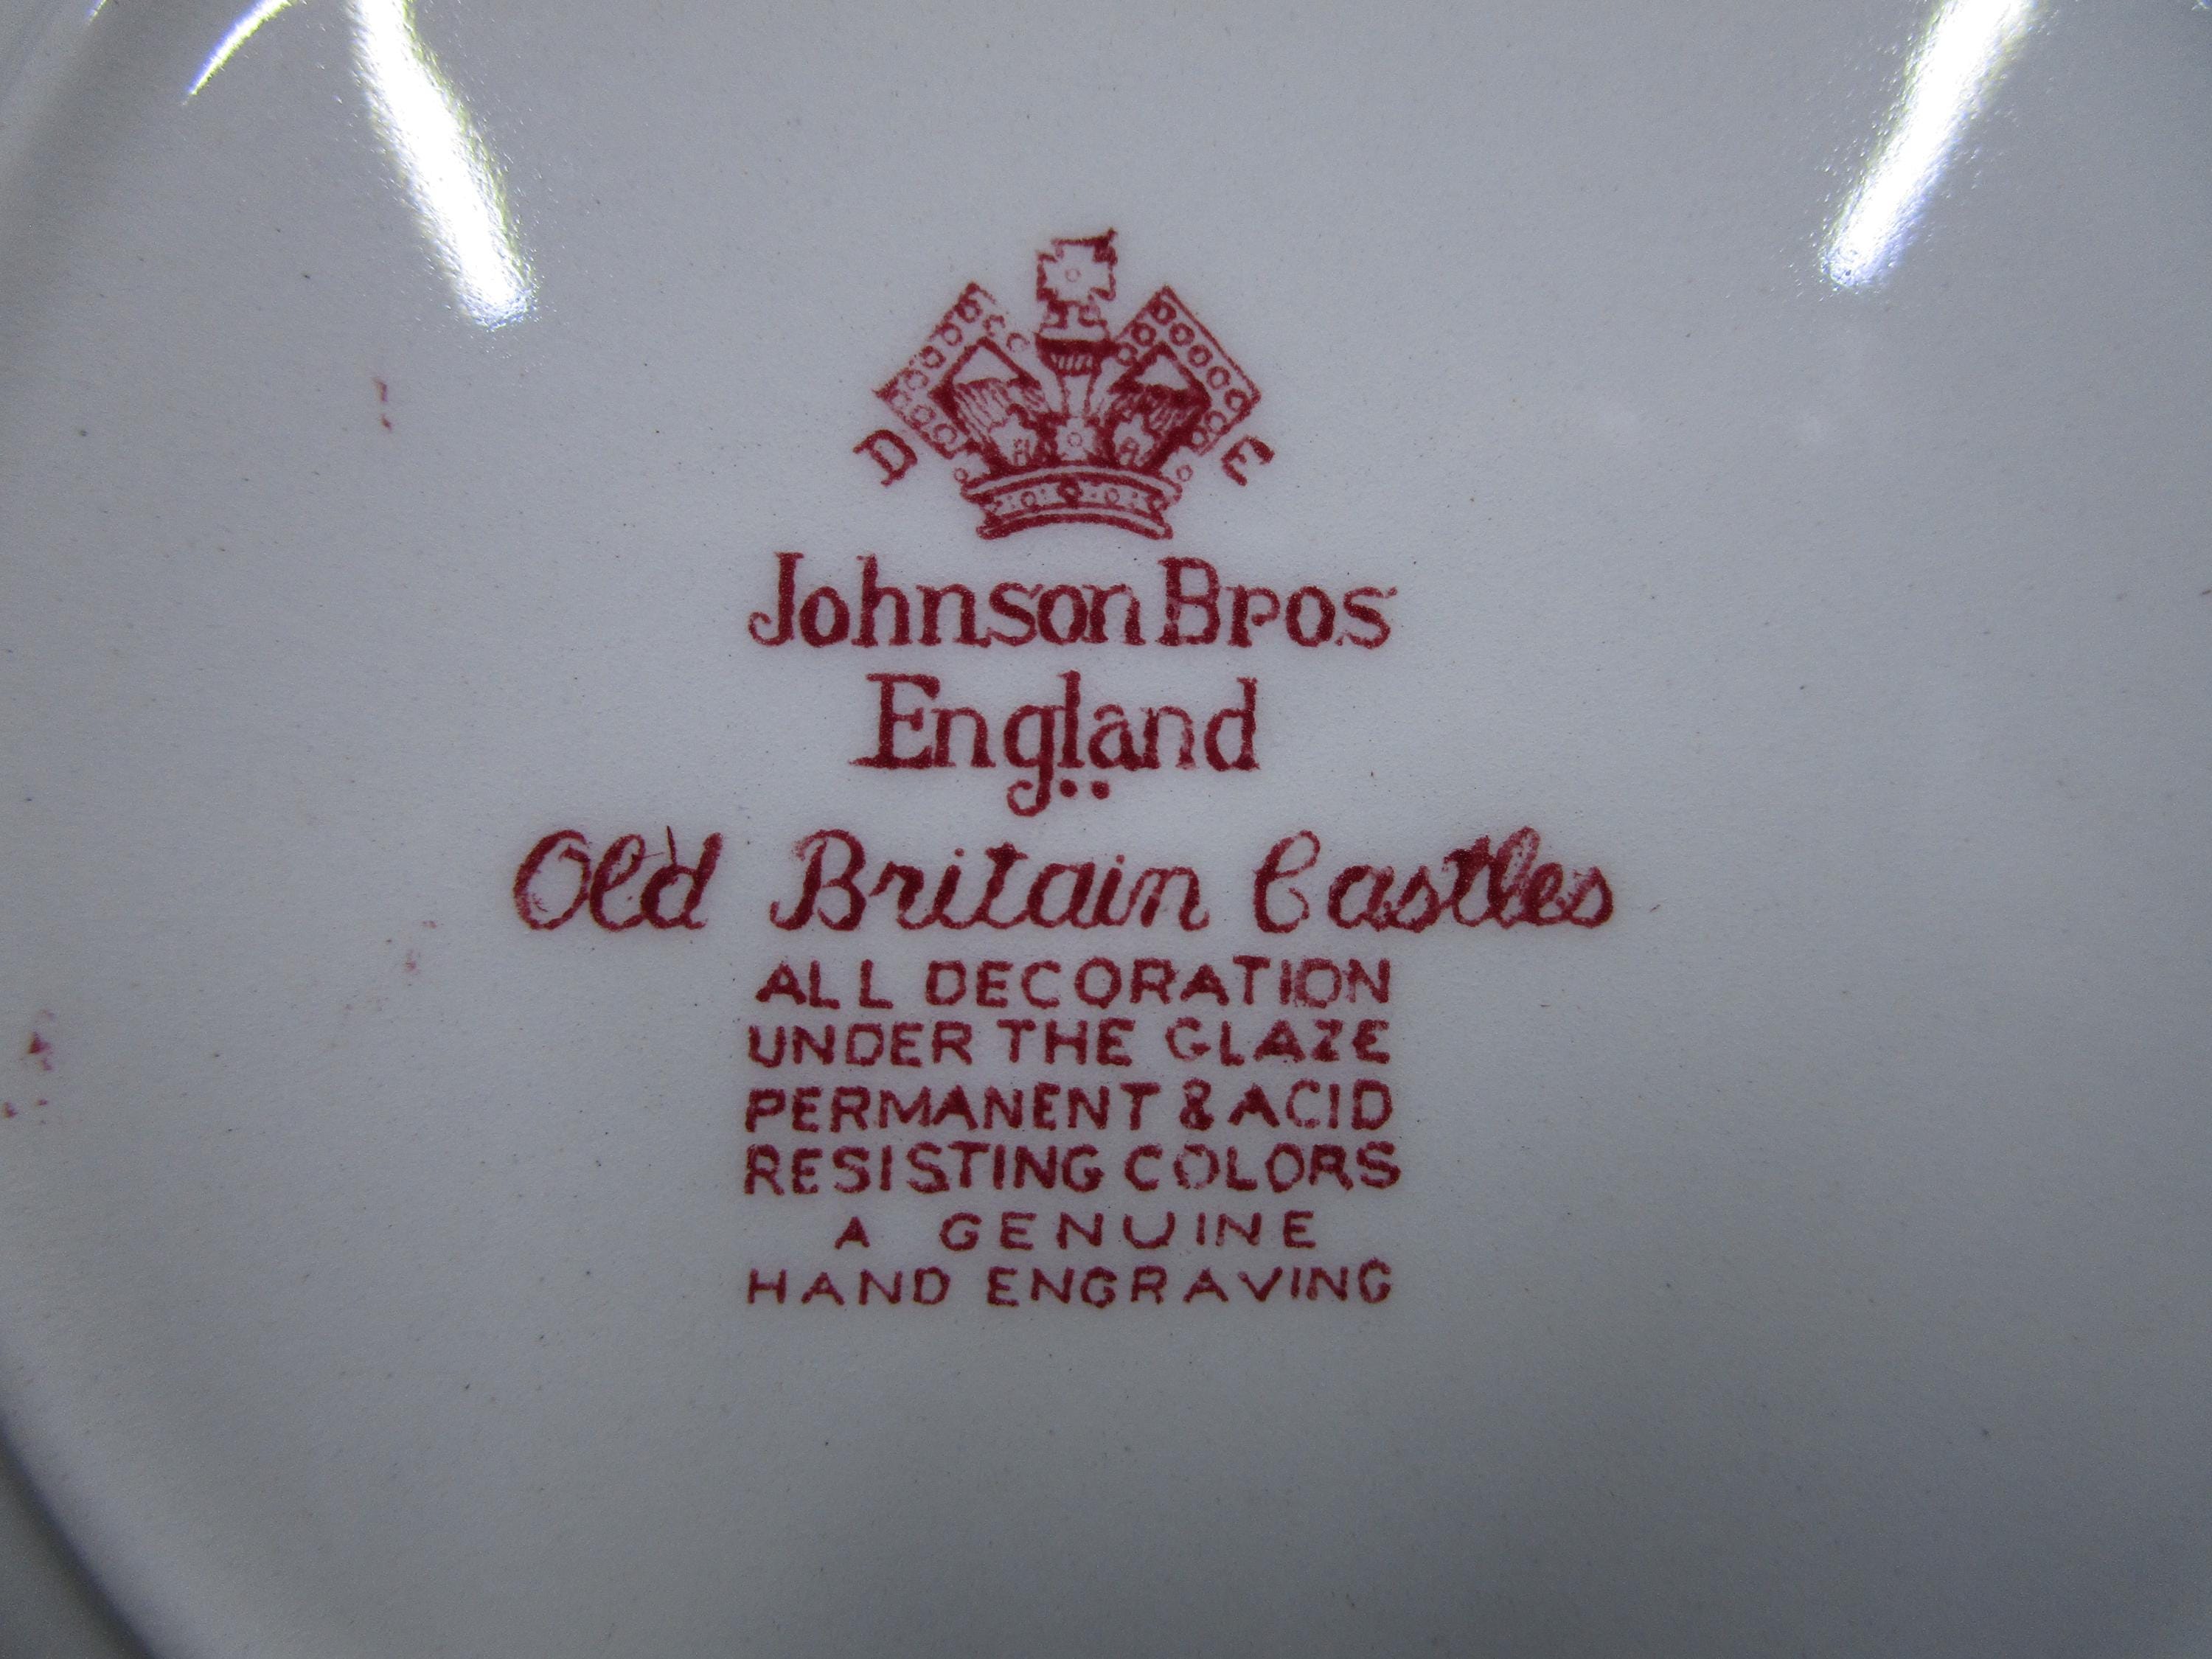 D E
Johnson Bros
England
Old Britain Castles
ALL DECORATION
UNDER THE GLAZE
PERMANENT & ACID
RESISTING COLORS
A GENUINE
HAND ENGRAVING